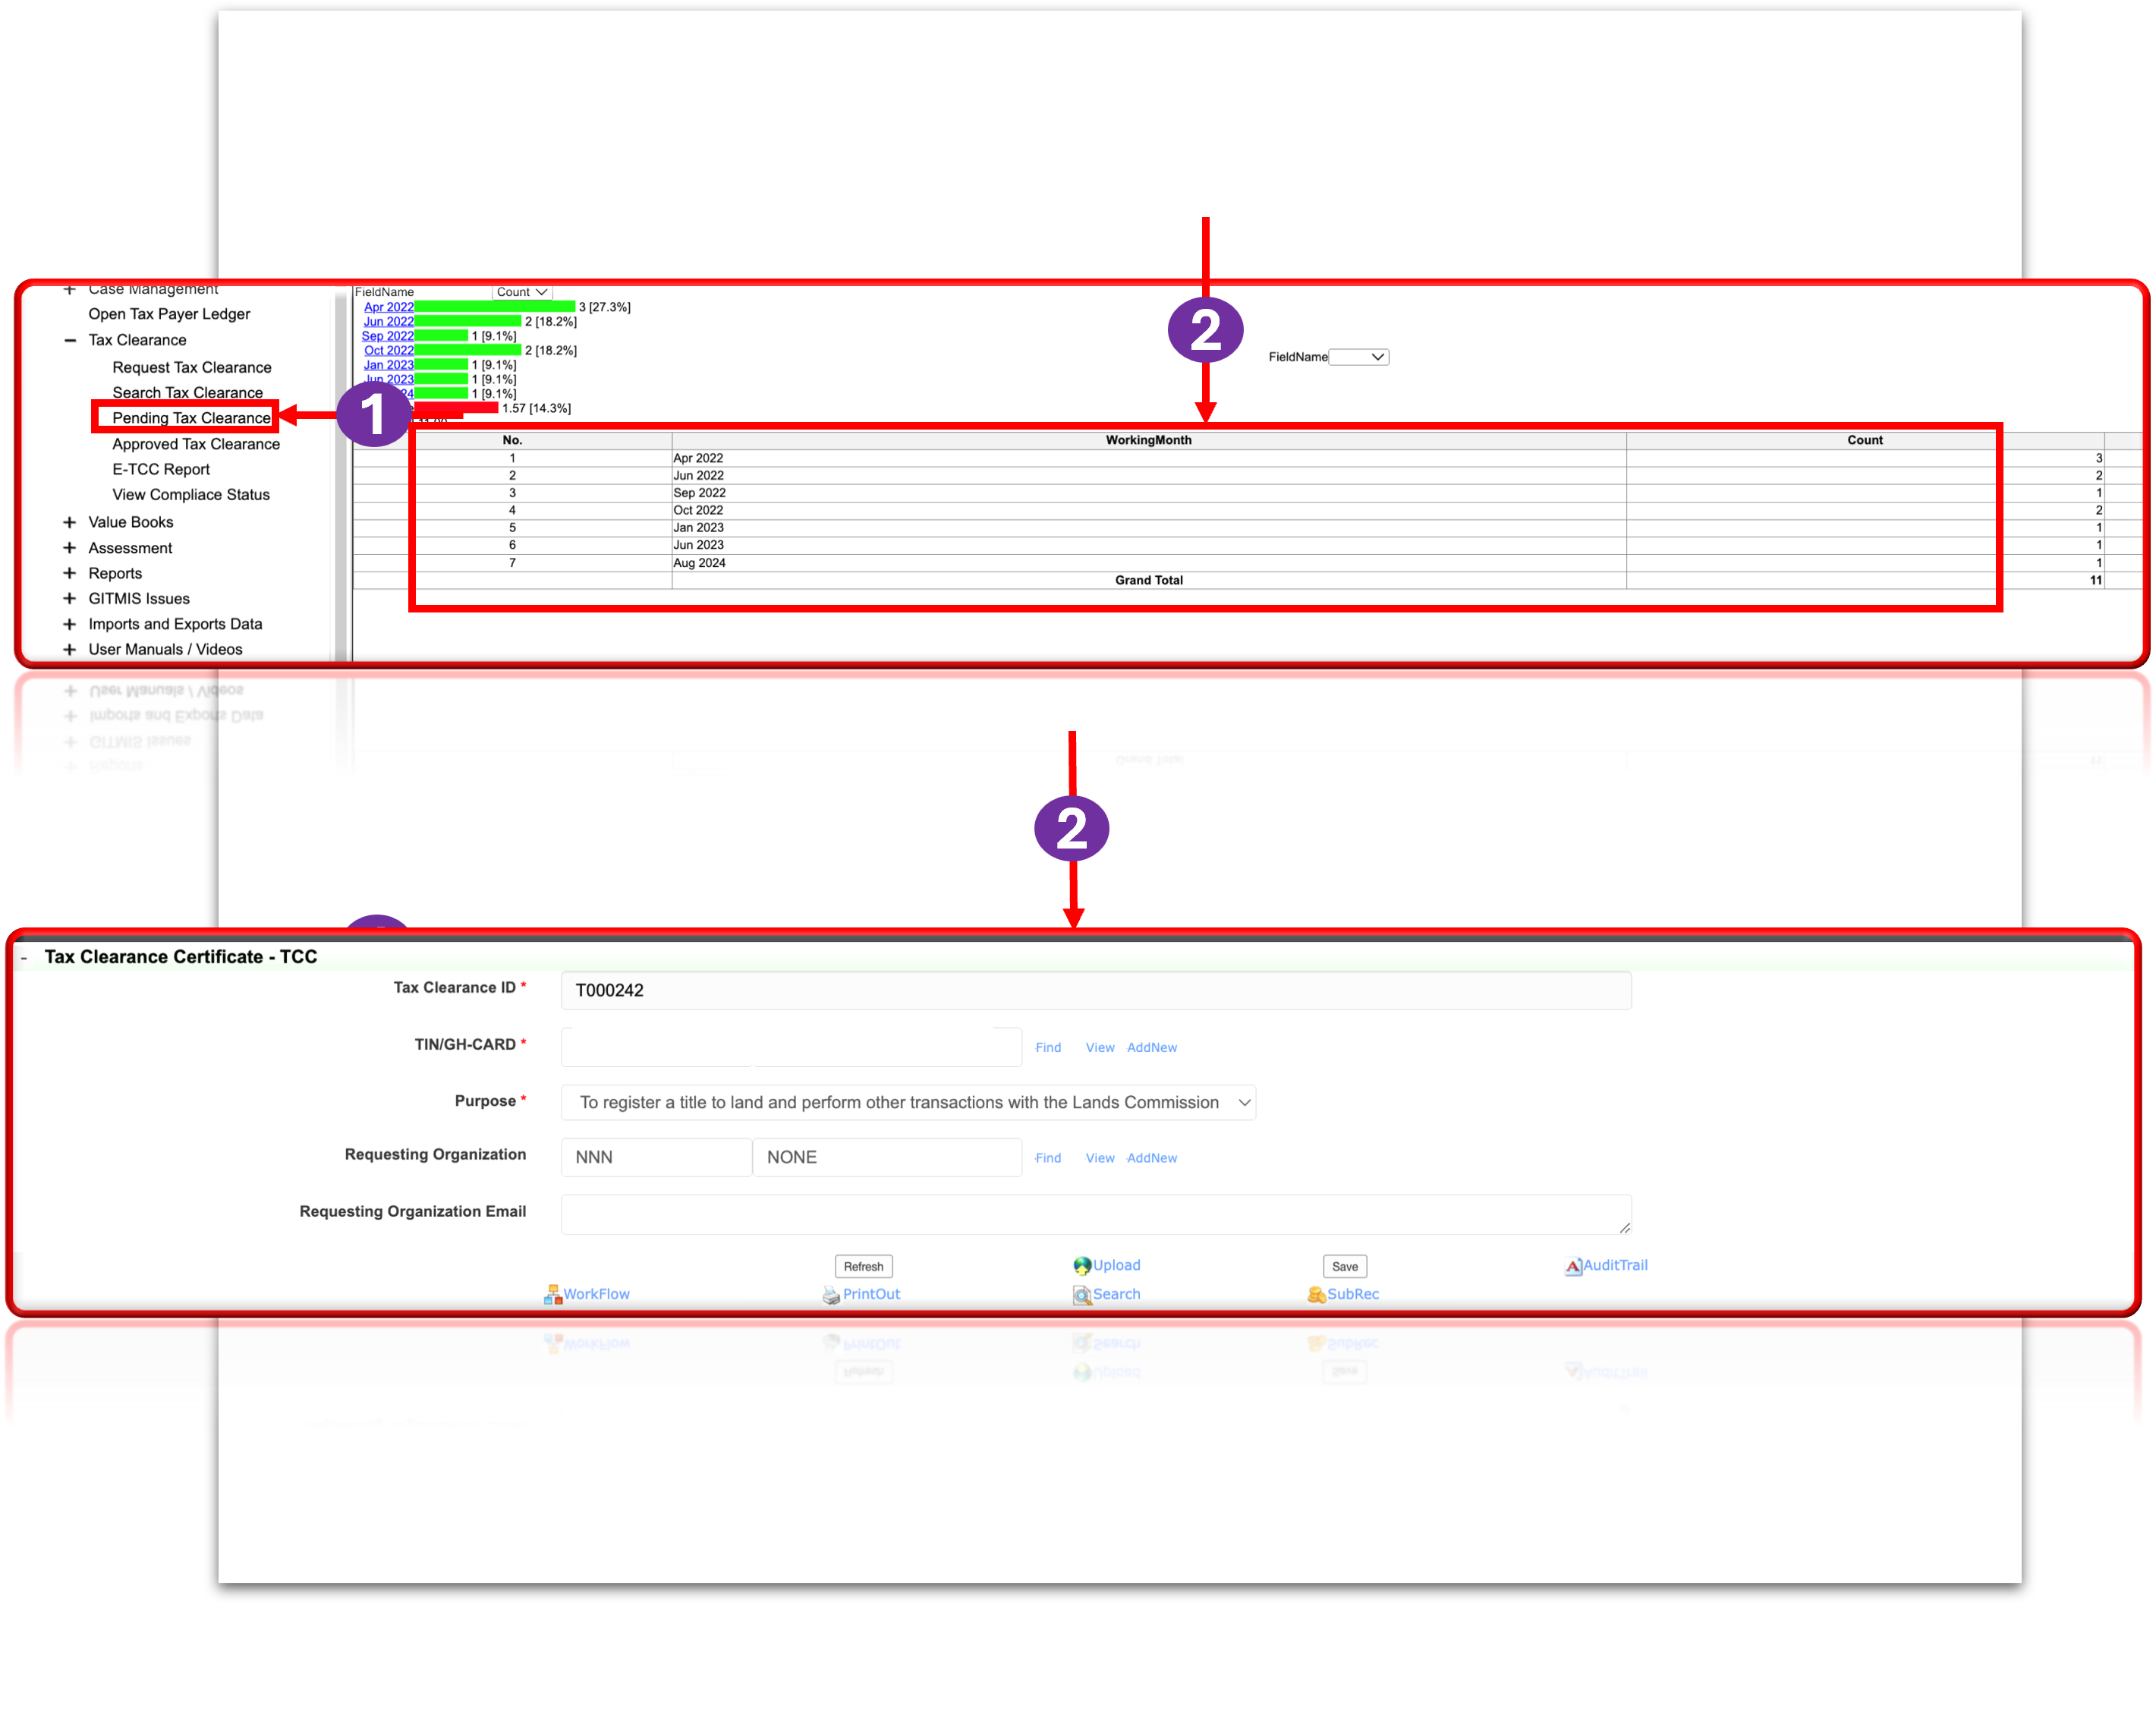 + Case Management
Open Tax Payer Ledger
− Tax Clearance
Request Tax Clearance
Search Tax Clearance
Pending Tax Clearance
Approved Tax Clearance
E-TCC Report
View Compliace Status
+ Value Books
+ Assessment
+ Reports
+ GITMIS Issues
+ Imports and Exports Data
+ User Manuals / Videos
1
2
FieldName Count
Apr 2022 3 [27.3%]
Jun 2022 2 [18.2%]
Sep 2022 1 [9.1%]
Oct 2022 2 [18.2%]
Jan 2023 1 [9.1%]
Jun 2023 1 [9.1%]
24 1 [9.1%]
1.57 [14.3%]
FieldName
No. WorkingMonth Count
1 Apr 2022 3
2 Jun 2022 2
3 Sep 2022 1
4 Oct 2022 2
5 Jan 2023 1
6 Jun 2023 1
7 Aug 2024 1
Grand Total 11
2
- Tax Clearance Certificate - TCC
Tax Clearance ID * T000242
TIN/GH-CARD * Find View AddNew
Purpose * To register a title to land and perform other transactions with the Lands Commission
Requesting Organization NNN NONE Find View AddNew
Requesting Organization Email
Refresh Upload Save AuditTrail
WorkFlow PrintOut Search SubRec